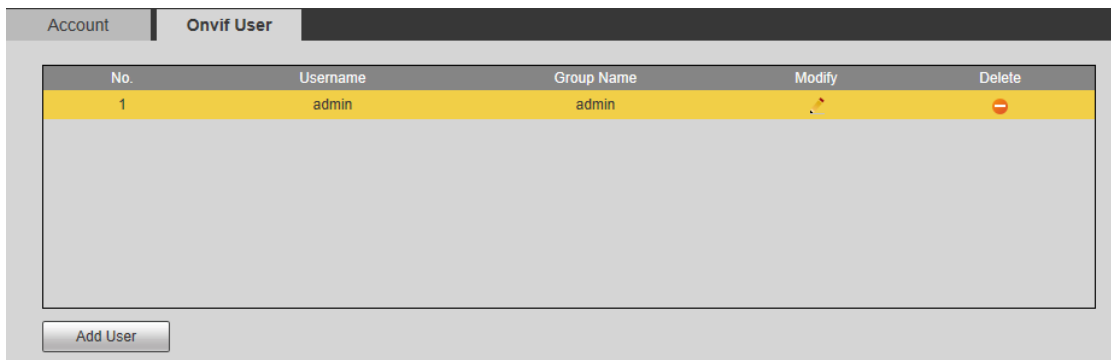 Account Onvif User
No. Username Group Name Modify Delete
1 admin admin
Add User